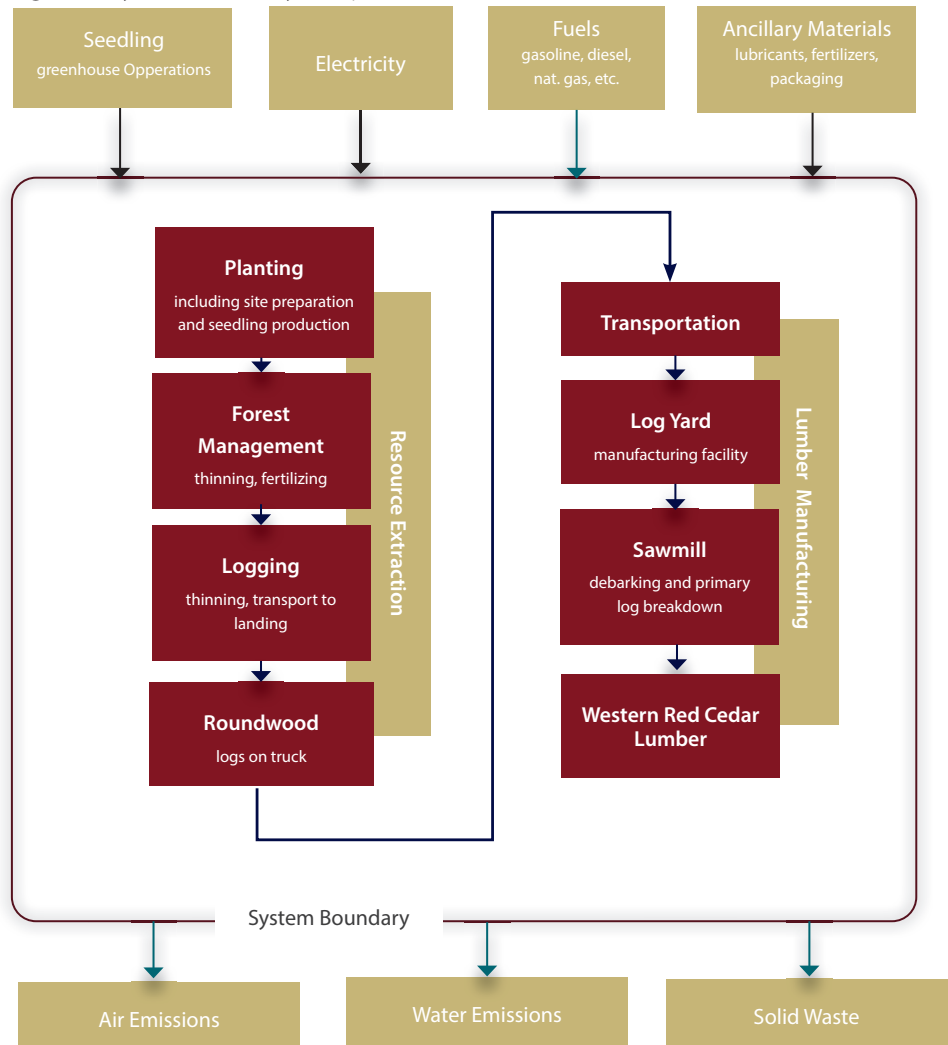 Seedling
greenhouse Opperations
Electricity
Fuels
gasoline, diesel,
nat. gas, etc.
Ancillary Materials
lubricants, fertilizers,
packaging
Planting
including site preparation
and seedling production
Forest
Management
thinning, fertilizing
Logging
thinning, transport to
landing
Roundwood
logs on truck
Resource Extraction
Transportation
Log Yard
manufacturing facility
Sawmill
debarking and primary
log breakdown
Western Red Cedar
Lumber
Lumber Manufacturing
System Boundary
Air Emissions
Water Emissions
Solid Waste